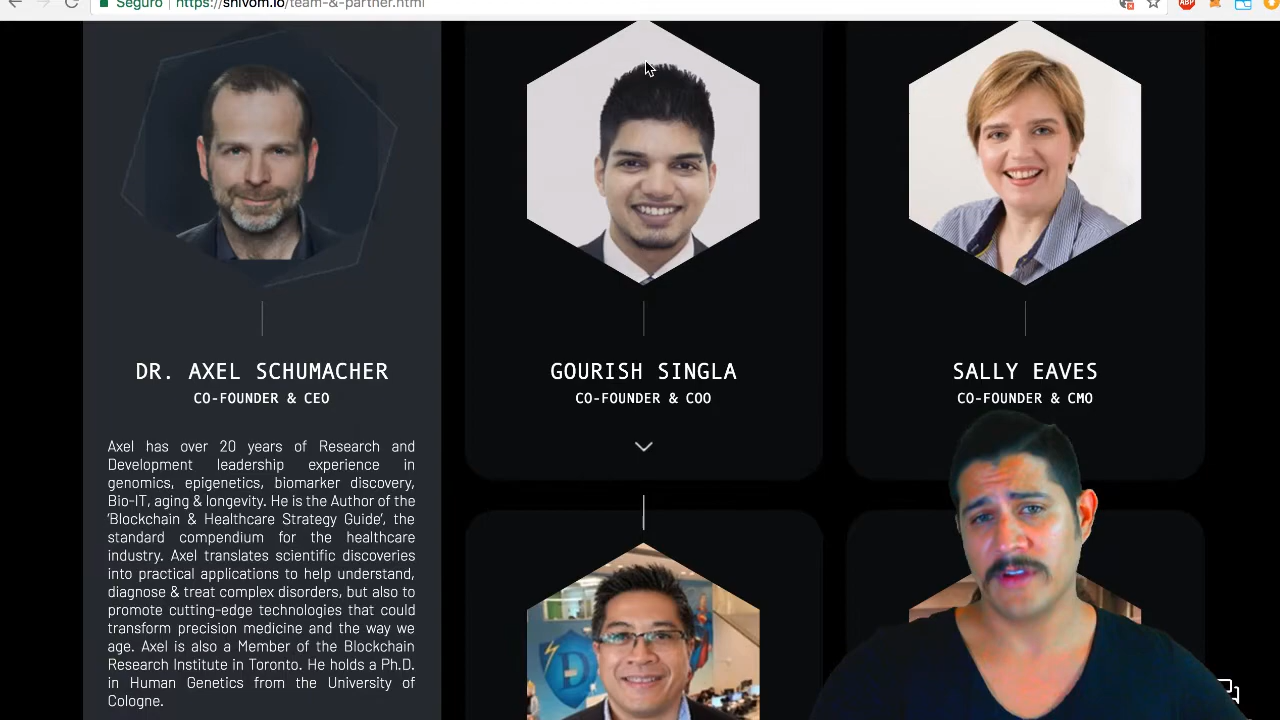 Seguro https://shivom.io/team-&-partner.html
ABP
DR. AXEL SCHUMACHER
CO-FOUNDER & CEO
Axel has over 20 years of Research and
Development leadership experience in
genomics, epigenetics, biomarker discovery,
Bio-IT, aging & longevity. He is the Author of the
'Blockchain & Healthcare Strategy Guide', the
standard compendium for the healthcare
industry. Axel translates scientific discoveries
into practical applications to help understand,
diagnose & treat complex disorders, but also to
promote cutting-edge technologies that could
transform precision medicine and the way we
age. Axel is also a Member of the Blockchain
Research Institute in Toronto. He holds a Ph.D.
in Human Genetics from the University of
Cologne.
GOURISH SINGLA
CO-FOUNDER & COO
SALLY EAVES
CO-FOUNDER & CMO